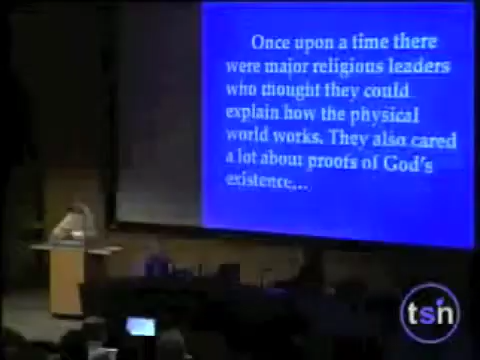 Once upon a time there
were major religious leaders
who thought they could
explain how the physical
world works. They also cared
a lot about proofs of God's
existence...
tsn